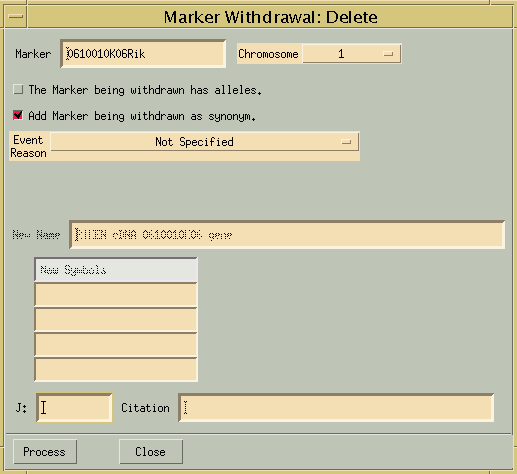 Marker Withdrawal: Delete
Marker 0610010K06Rik Chromosome 1
The Marker being withdrawn has alleles.
Add Marker being withdrawn as synonym.
Event Reason Not Specified
New Name RIKEN cDNA 0610010K06 gene
New Symbols
J: Citation
Process Close